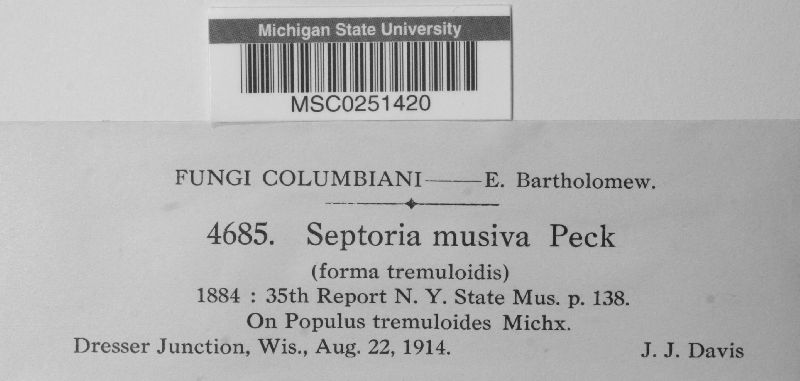 Michigan State University
MSC0251420
FUNGI COLUMBIANI—E. Bartholomew.
4685. Septoria musiva Peck
(forma tremuloidis)
1884 : 35th Report N. Y. State Mus. p. 138.
On Populus tremuloides Michx.
Dresser Junction, Wis., Aug. 22, 1914. J. J. Davis